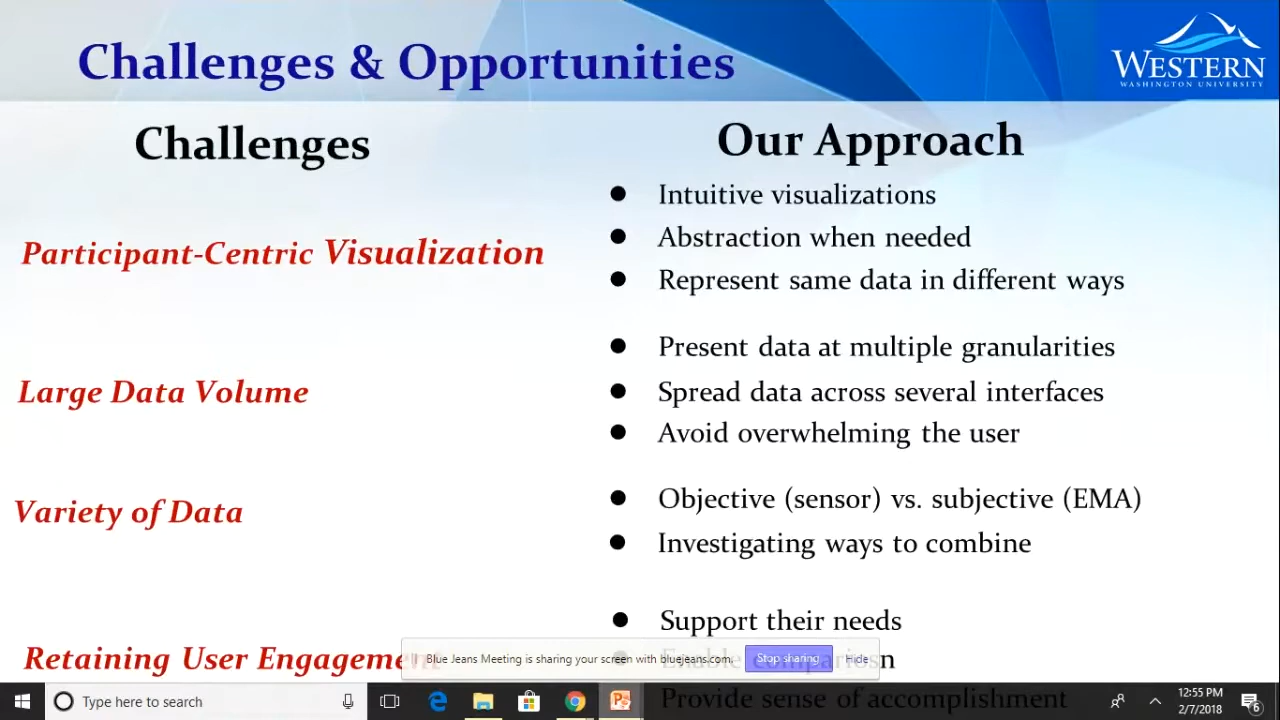 Challenges & Opportunities
WESTERN
WASHINGTON UNIVERSITY
Challenges
Our Approach
Participant-Centric Visualization
● Intuitive visualizations
● Abstraction when needed
● Represent same data in different ways
Large Data Volume
● Present data at multiple granularities
● Spread data across several interfaces
● Avoid overwhelming the user
Variety of Data
● Objective (sensor) vs. subjective (EMA)
● Investigating ways to combine
Retaining User Engagement
● Support their needs
● Enable compariosn
Provide sense of accomplishment
Blue Jeans Meeting is sharing your screen with bluejeans.com.
Stop sharing
Hide
Type here to search
12:55 PM
2/7/2018
6